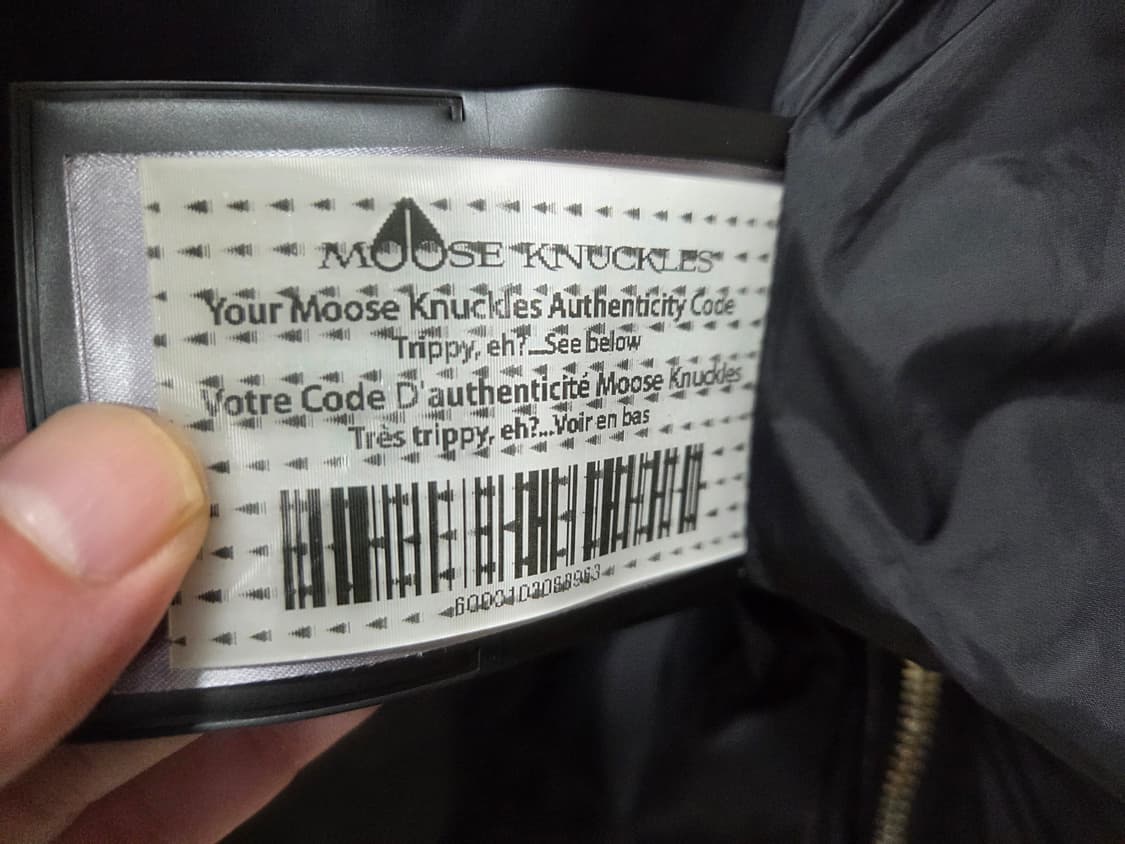 MOOSE KNUCKLES
Your Moose Knuckles Authenticity Code
Trippy, eh?...See below
Votre Code D'authenticité Moose Knuckles
Très trippy, eh?...Voir en bas